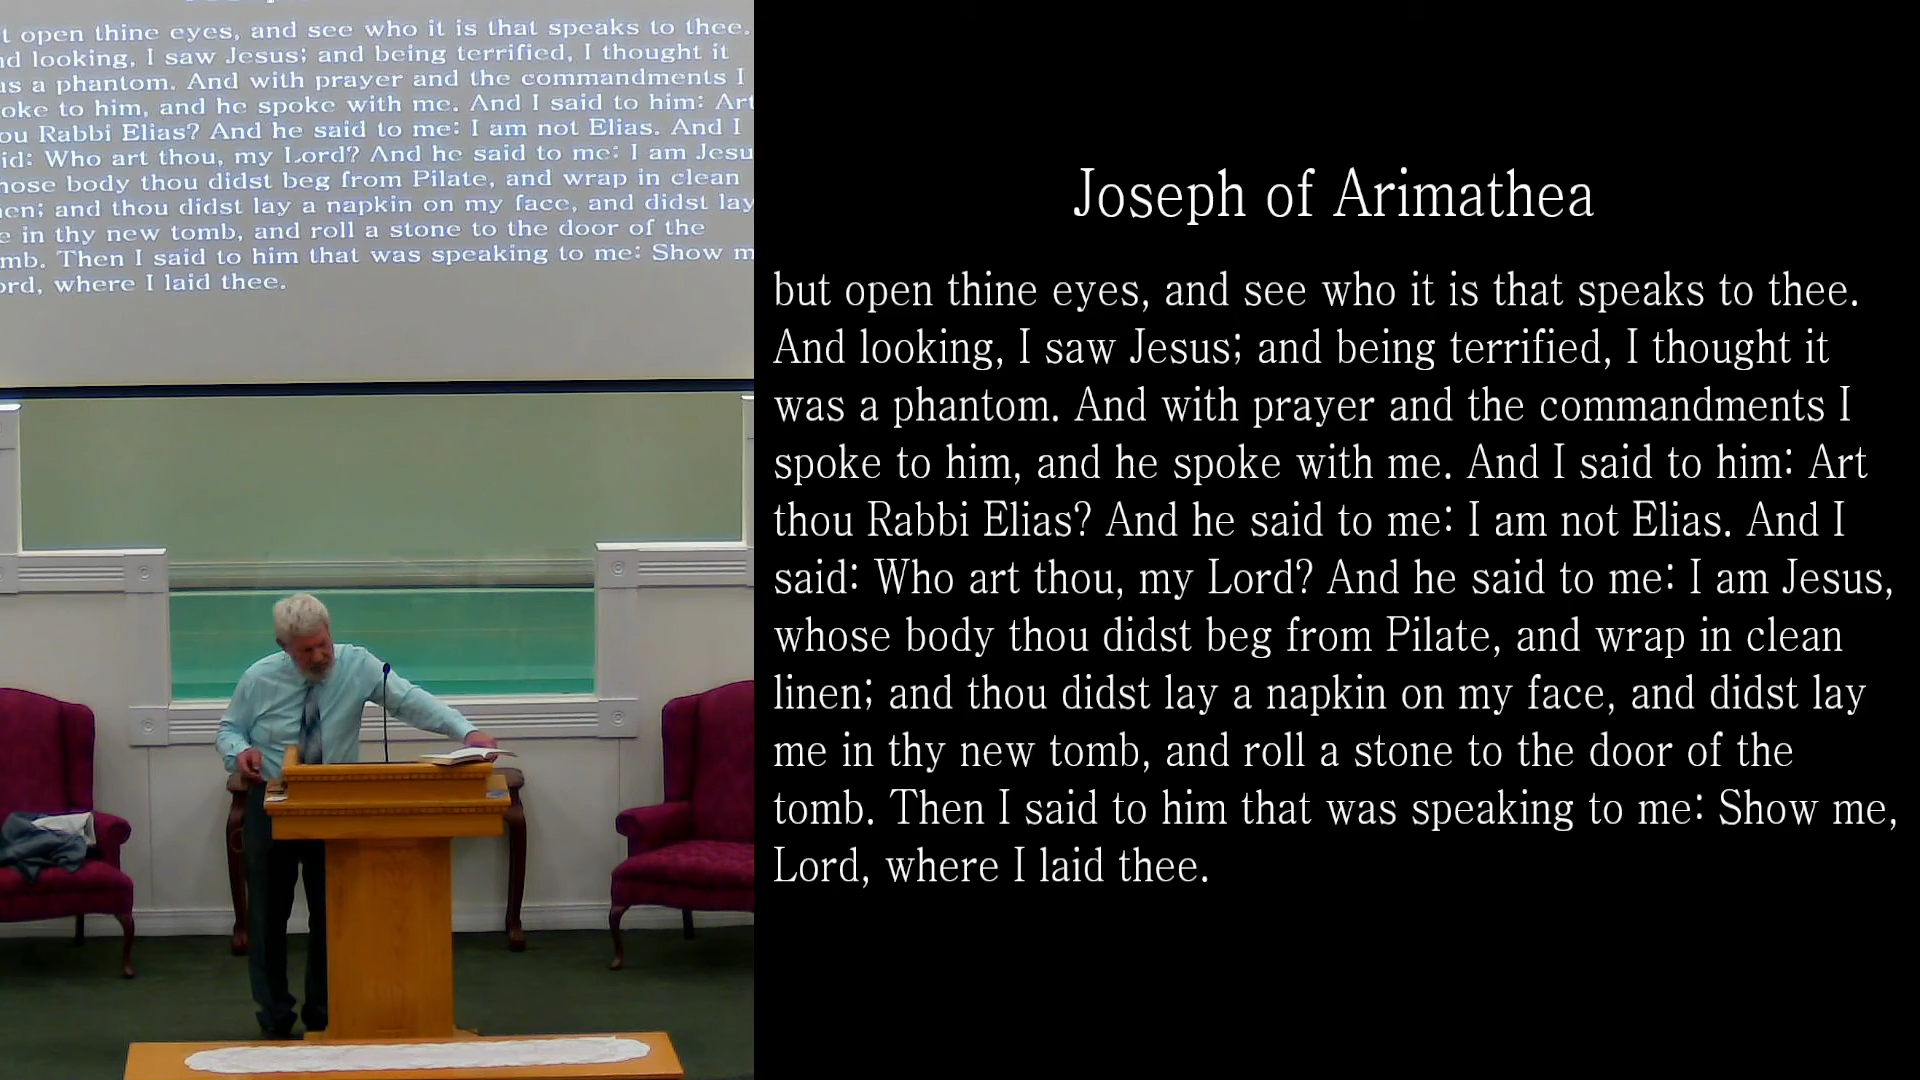 t open thine eyes, and see who it is that speaks to thee.
nd looking, I saw Jesus; and being terrified, I thought it
as a phantom. And with prayer and the commandments I
oke to him, and he spoke with me. And I said to him: Art
ou Rabbi Elias? And he said to me: I am not Elias. And I
id: Who art thou, my Lord? And he said to me: I am Jesu
hose body thou didst beg from Pilate, and wrap in clean
nen; and thou didst lay a napkin on my face, and didst lay
e in thy new tomb, and roll a stone to the door of the
mb. Then I said to him that was speaking to me: Show m
ord, where I laid thee.
Joseph of Arimathea
but open thine eyes, and see who it is that speaks to thee.
And looking, I saw Jesus; and being terrified, I thought it
was a phantom. And with prayer and the commandments I
spoke to him, and he spoke with me. And I said to him: Art
thou Rabbi Elias? And he said to me: I am not Elias. And I
said: Who art thou, my Lord? And he said to me: I am Jesus,
whose body thou didst beg from Pilate, and wrap in clean
linen; and thou didst lay a napkin on my face, and didst lay
me in thy new tomb, and roll a stone to the door of the
tomb. Then I said to him that was speaking to me: Show me,
Lord, where I laid thee.